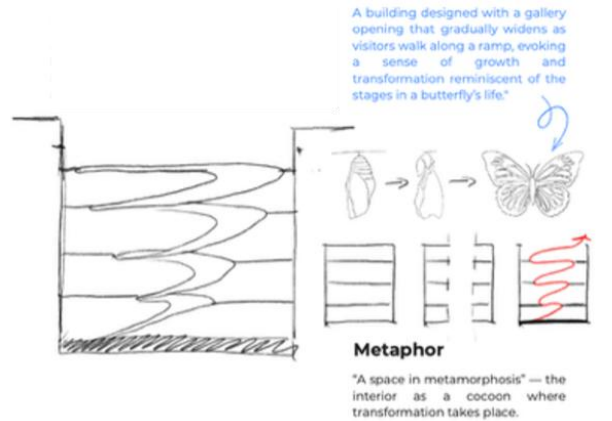 A building designed with a gallery
opening that gradually widens as
visitors walk along a ramp, evoking
a sense of growth and
transformation reminiscent of the
stages in a butterfly's life."
Metaphor
"A space in metamorphosis" — the
interior as a cocoon where
transformation takes place.